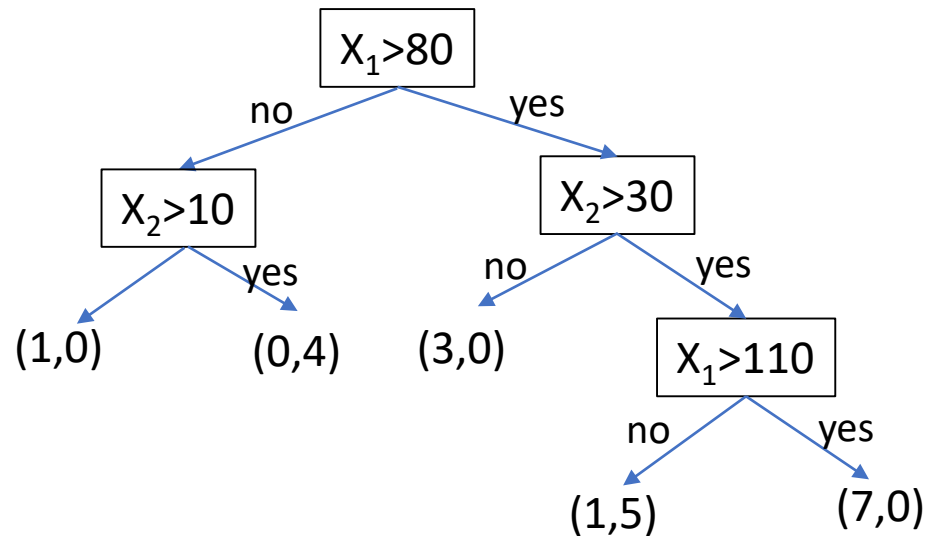 X₁>80
no
yes
X₂>10
X₂>30
yes
no
yes
(1,0)
(0,4)
(3,0)
X₁>110
no
yes
(1,5)
(7,0)